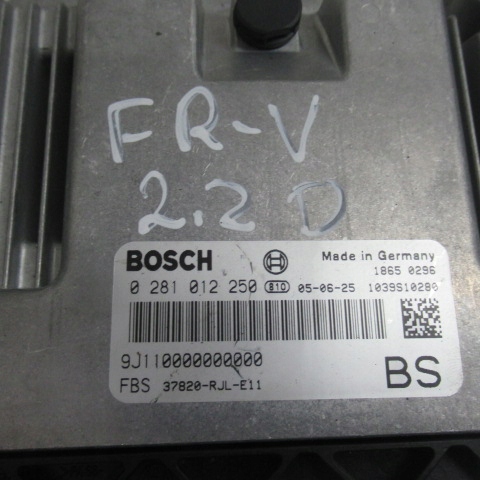 FR-V
2.2 D
BOSCH Made in Germany
1865 0296
0 281 012 250 810 05-06-25 1039S10280
9J110000000000
FBS 37820-RJL-E11
BS